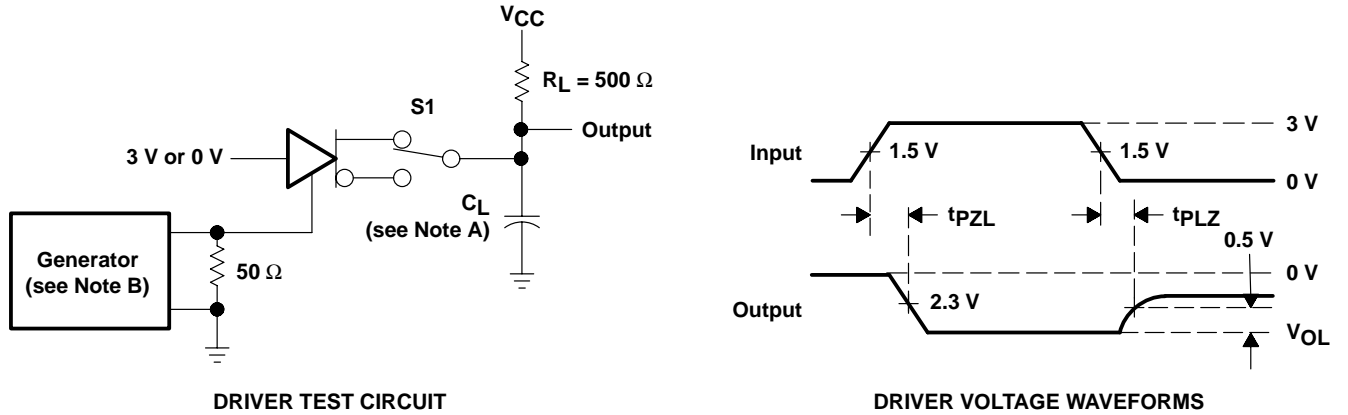 VCC
RL = 500 Ω
S1
Output
3 V or 0 V
CL
(see Note A)
Generator
(see Note B)
50 Ω
DRIVER TEST CIRCUIT
3 V
Input
1.5 V
1.5 V
0 V
tPZL
tPLZ
0.5 V
0 V
2.3 V
Output
VOL
DRIVER VOLTAGE WAVEFORMS